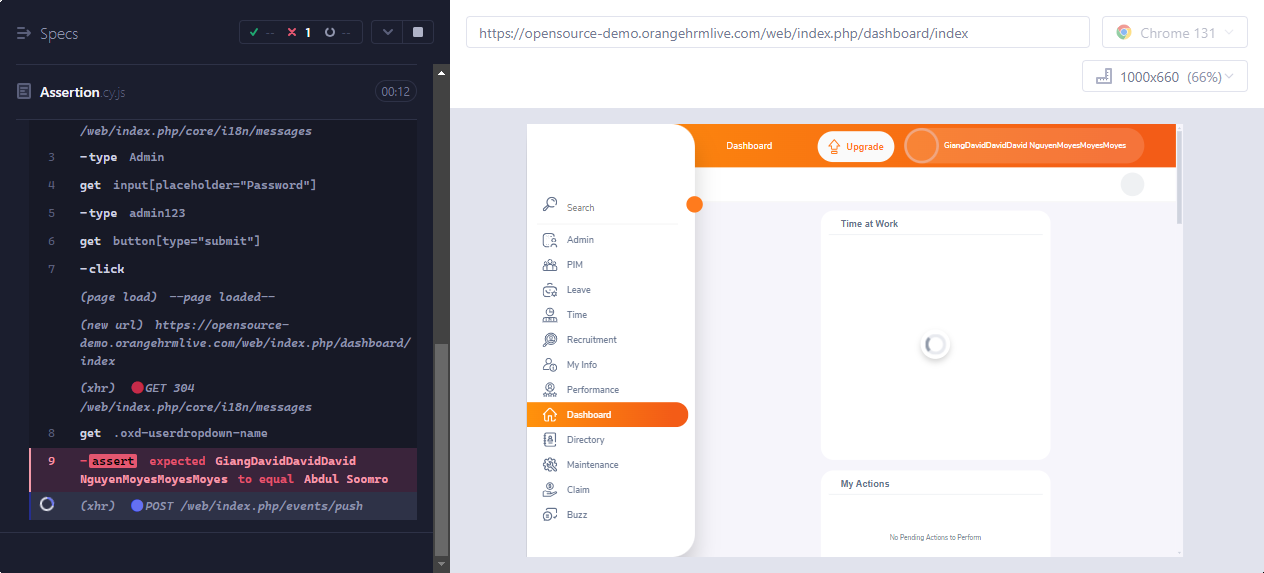 Specs
-- 1 --
Assertion.cy.js
00:12
/web/index.php/core/i18n/messages
3 -type Admin
4 get input[placeholder="Password"]
5 -type admin123
6 get button[type="submit"]
7 -click
(page load) --page loaded--
(new url) https://opensource-
demo.orangehrmlive.com/web/index.php/dashboard/
index
(xhr) GET 304
/web/index.php/core/i18n/messages
8 get .oxd-userdropdown-name
9 -assert expected GiangDavidDavidDavid
NguyenMoyesMoyesMoyes to equal Abdul Soomro
(xhr) POST /web/index.php/events/push
https://opensource-demo.orangehrmlive.com/web/index.php/dashboard/index
Chrome 131
1000x660 (66%)
Dashboard
Upgrade
GiangDavidDavidDavid NguyenMoyesMoyesMoyes
Search
Admin
PIM
Leave
Time
Recruitment
My Info
Performance
Dashboard
Directory
Maintenance
Claim
Buzz
Time at Work
My Actions
No Pending Actions to Perform